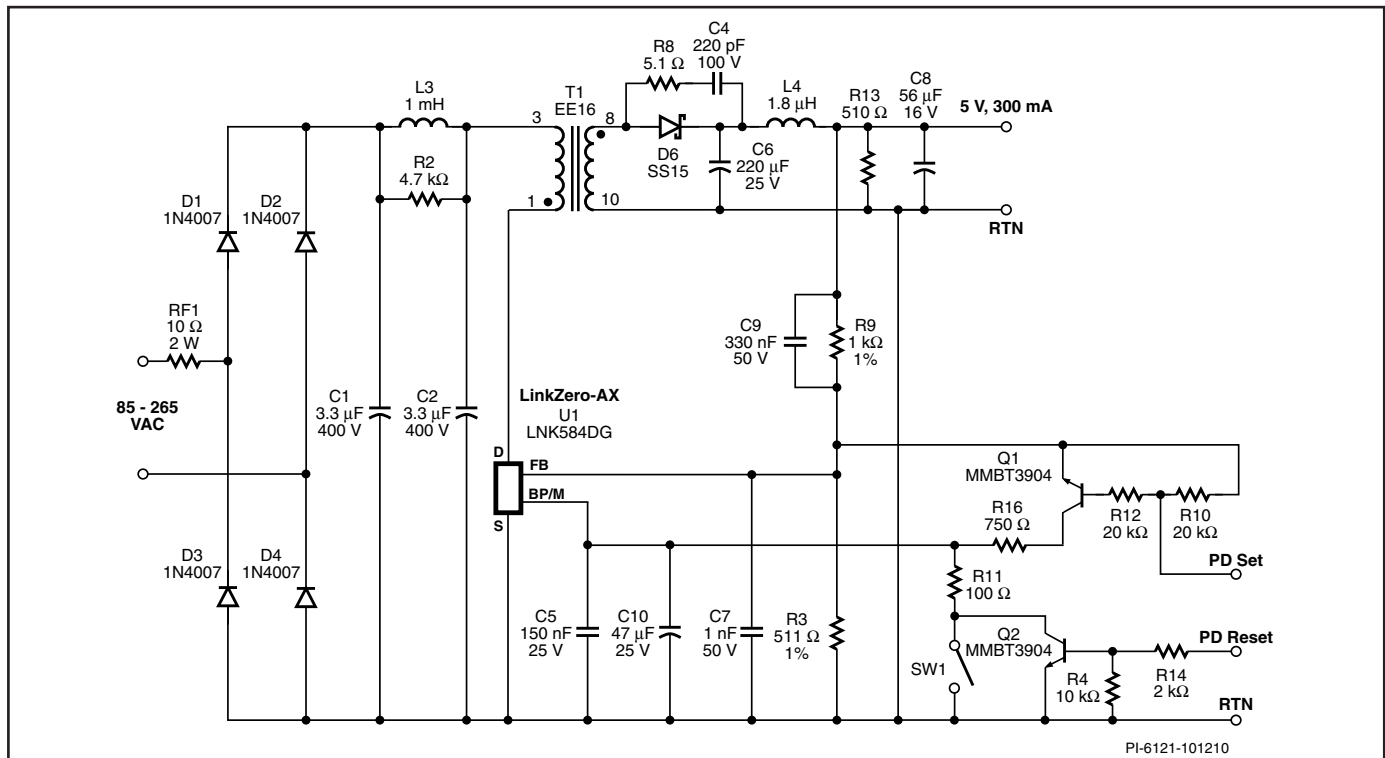 C4
220 pF
100 V
R8
5.1 Ω
L3
1 mH
T1
EE16
L4
1.8 µH
R13
510 Ω
C8
56 µF
16 V
5 V, 300 mA
3
8
D6
SS15
C6
220 µF
25 V
R2
4.7 kΩ
1
10
RTN
D1
1N4007
D2
1N4007
RF1
10 Ω
2 W
C9
330 nF
50 V
R9
1 kΩ
1%
85 - 265
VAC
C1
3.3 µF
400 V
C2
3.3 µF
400 V
LinkZero-AX
U1
LNK584DG
D
FB
BP/M
S
Q1
MMBT3904
R16
750 Ω
R12
20 kΩ
R10
20 kΩ
PD Set
D3
1N4007
D4
1N4007
R11
100 Ω
C5
150 nF
25 V
C10
47 µF
25 V
C7
1 nF
50 V
R3
511 Ω
1%
Q2
MMBT3904
PD Reset
SW1
R4
10 kΩ
R14
2 kΩ
RTN
PI-6121-101210